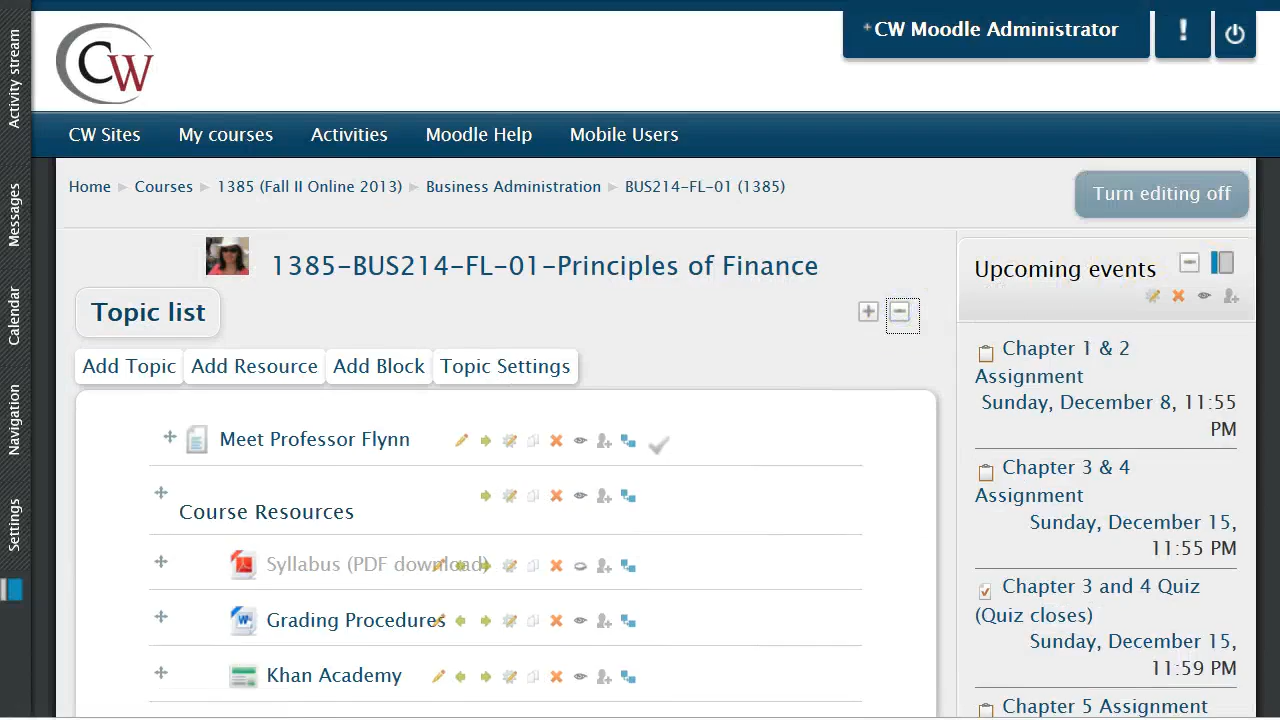 Activity stream
Messages
Calendar
Navigation
Settings
CW
CW Moodle Administrator
!
CW Sites
My courses
Activities
Moodle Help
Mobile Users
Home
Courses
1385 (Fall II Online 2013)
Business Administration
BUS214-FL-01 (1385)
Turn editing off
1385-BUS214-FL-01-Principles of Finance
Topic list
Add Topic
Add Resource
Add Block
Topic Settings
Meet Professor Flynn
Course Resources
Syllabus (PDF download)
Grading Procedures
Khan Academy
Upcoming events
Chapter 1 & 2
Assignment
Sunday, December 8, 11:55
PM
Chapter 3 & 4
Assignment
Sunday, December 15,
11:55 PM
Chapter 3 and 4 Quiz
(Quiz closes)
Sunday, December 15,
11:59 PM
Chapter 5 Assignment